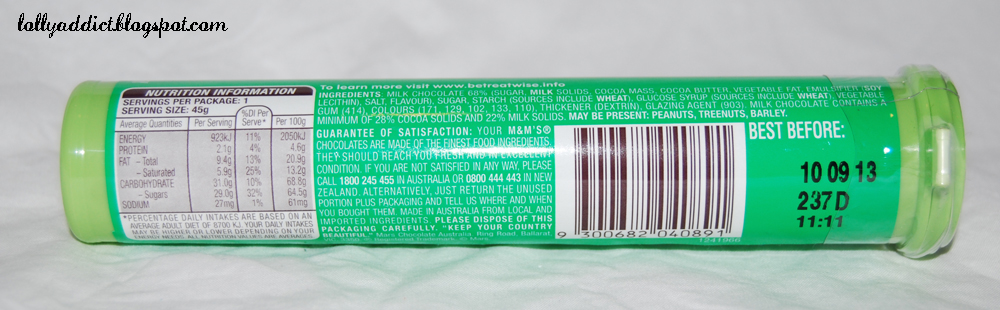 lollyaddict.blogspot.com
NUTRITION INFORMATION
SERVINGS PER PACKAGE: 1
SERVING SIZE: 45g
Average Quantities Per Serving %DI Per Serve* Per 100g
ENERGY 923kJ 11% 2050kJ
PROTEIN 2.1g 4% 4.6g
FAT - Total 9.4g 13% 20.9g
- Saturated 5.9g 25% 13.2g
CARBOHYDRATE 31.0g 10% 68.8g
- Sugars 29.0g 32% 64.5g
SODIUM 27mg 1% 61mg
*PERCENTAGE DAILY INTAKES ARE BASED ON AN
AVERAGE ADULT DIET OF 8700 KJ. YOUR DAILY INTAKES
MAY BE HIGHER OR LOWER DEPENDING ON YOUR
ENERGY NEEDS. ALL NUTRITION VALUES ARE AVERAGES
To learn more visit www.betreatwise.info
INGREDIENTS: MILK CHOCOLATE 68% (SUGAR, MILK SOLIDS, COCOA MASS, COCOA BUTTER, VEGETABLE FAT, EMULSIFIER (SOY
LECITHIN), SALT, FLAVOUR), SUGAR, STARCH (SOURCES INCLUDE WHEAT), GLUCOSE SYRUP (SOURCES INCLUDE WHEAT), VEGETABLE
GUM (414), COLOURS (171, 129, 102, 133, 110), THICKENER (DEXTRIN), GLAZING AGENT (903). MILK CHOCOLATE CONTAINS A
MINIMUM OF 28% COCOA SOLIDS AND 22% MILK SOLIDS. MAY BE PRESENT: PEANUTS, TREENUTS, BARLEY.
GUARANTEE OF SATISFACTION: YOUR M&M'S®
CHOCOLATES ARE MADE OF THE FINEST FOOD INGREDIENTS.
THEY SHOULD REACH YOU FRESH AND IN EXCELLENT
CONDITION. IF YOU ARE NOT SATISFIED IN ANY WAY, PLEASE
CALL 1800 245 455 IN AUSTRALIA OR 0800 444 443 IN NEW
ZEALAND. ALTERNATIVELY, JUST RETURN THE UNUSED
PORTION PLUS PACKAGING AND TELL US WHERE AND WHEN
YOU BOUGHT THEM. MADE IN AUSTRALIA FROM LOCAL AND
IMPORTED INGREDIENTS. PLEASE DISPOSE OF THIS
PACKAGING CAREFULLY. "KEEP YOUR COUNTRY
BEAUTIFUL." Mars Chocolate Australia, Ring Road, Ballarat,
Registered Trademark © Mars
9 300682 040891
1241966
BEST BEFORE:
10 09 13
237 D
11:11